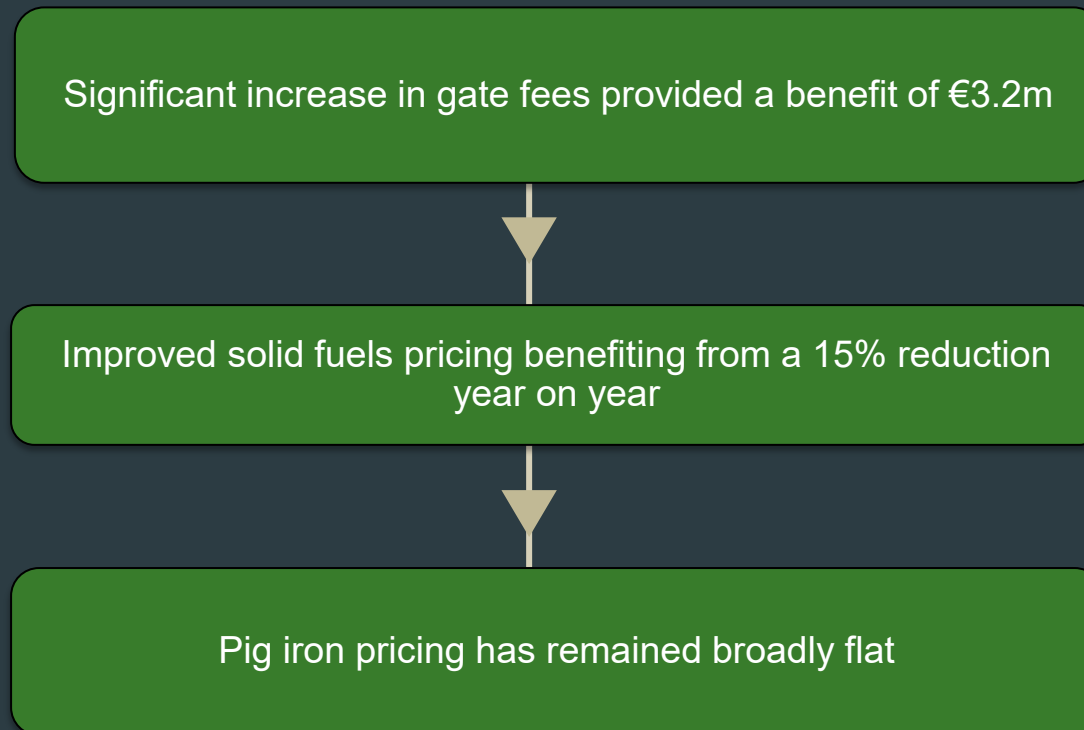 Significant increase in gate fees provided a benefit of €3.2m
Improved solid fuels pricing benefiting from a 15% reduction
year on year
Pig iron pricing has remained broadly flat